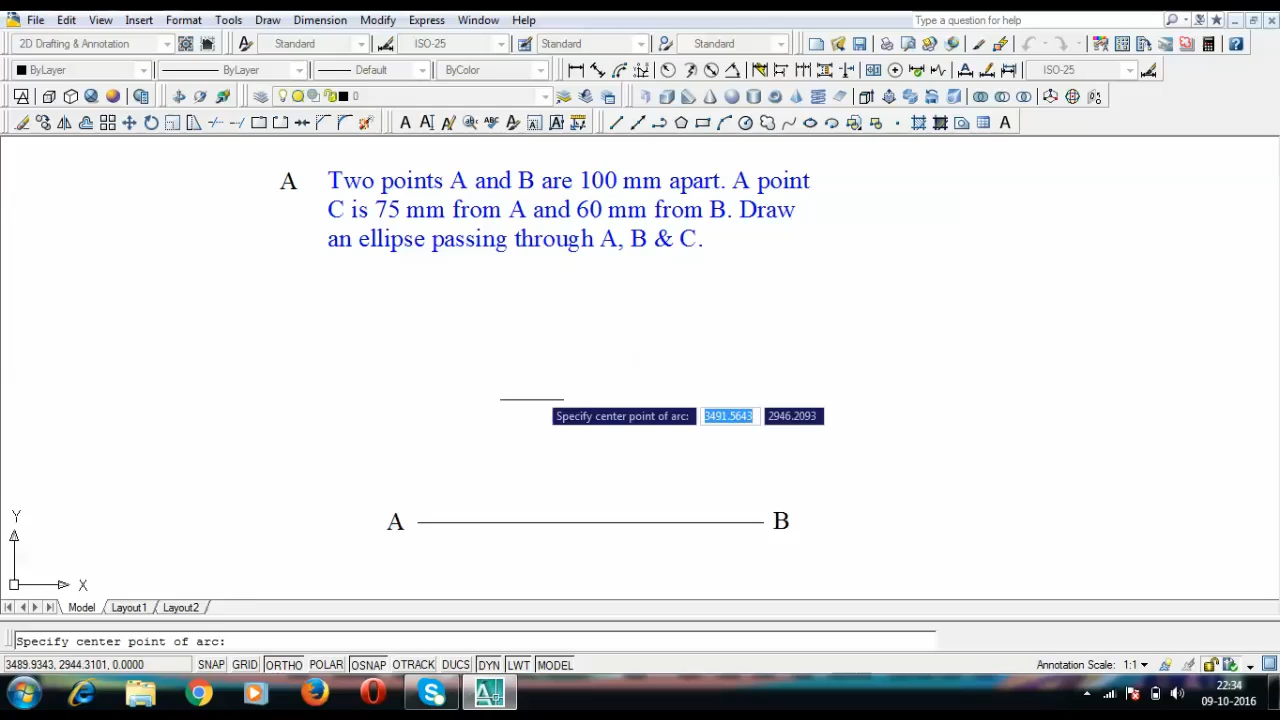 File Edit View Insert Format Tools Draw Dimension Modify Express Window Help Type a question for help
2D Drafting & Annotation Standard ISO-25 Standard Standard
ByLayer ByLayer Default ByColor ISO-25
0
A Two points A and B are 100 mm apart. A point
C is 75 mm from A and 60 mm from B. Draw
an ellipse passing through A, B & C.
Specify center point of arc: 3491.5643 2946.2093
A B
Y
X
Model Layout1 Layout2
Specify center point of arc:
3489.9343, 2944.3101, 0.0000 SNAP GRID ORTHO POLAR OSNAP OTRACK DUCS DYN LWT MODEL Annotation Scale: 1:1
22:34
09-10-2016